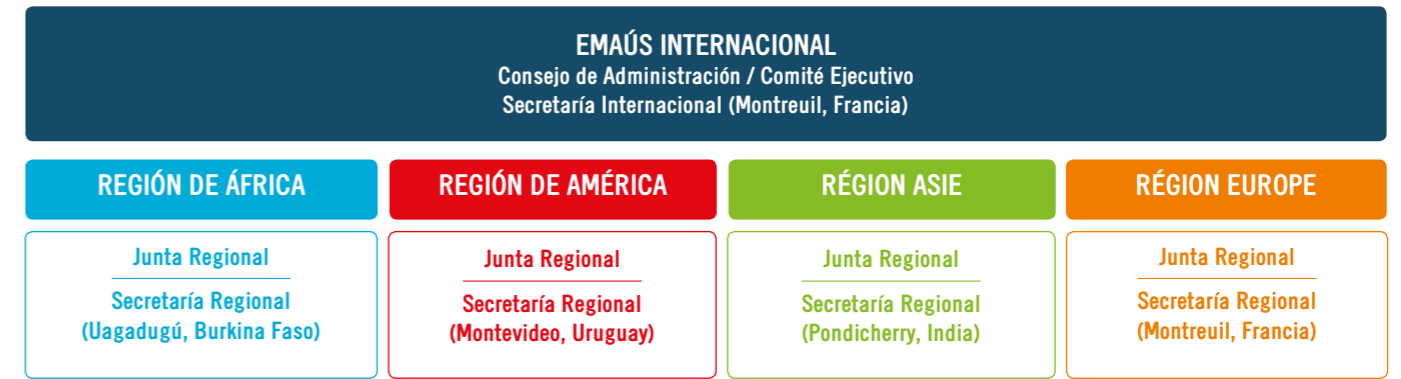 EMAÚS INTERNACIONAL
Consejo de Administración / Comité Ejecutivo
Secretaría Internacional (Montreuil, Francia)
REGIÓN DE ÁFRICA
Junta Regional
Secretaría Regional
(Uagadugú, Burkina Faso)
REGIÓN DE AMÉRICA
Junta Regional
Secretaría Regional
(Montevideo, Uruguay)
RÉGION ASIE
Junta Regional
Secretaría Regional
(Pondicherry, India)
RÉGION EUROPE
Junta Regional
Secretaría Regional
(Montreuil, Francia)